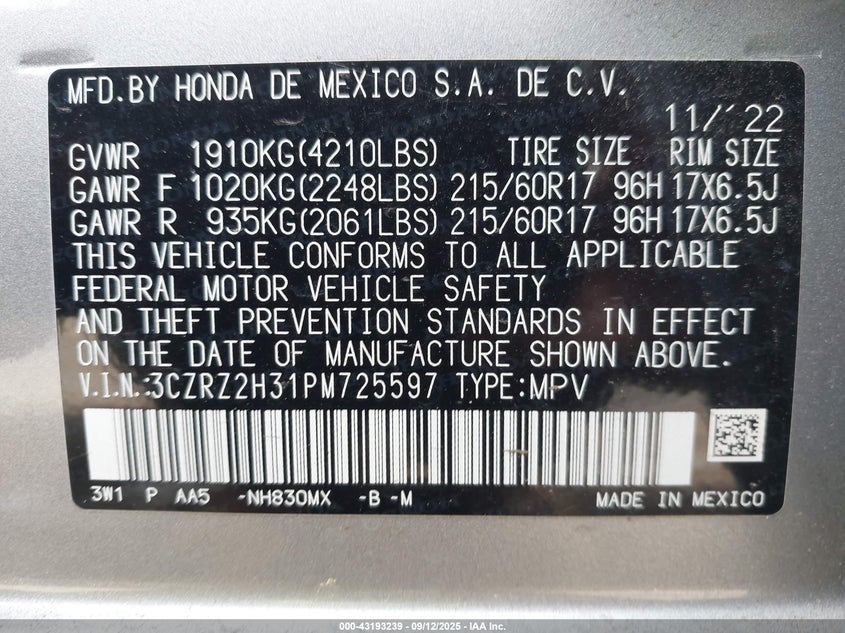 MFD.BY HONDA DE MEXICO S.A. DE C.V.
11/'22
GVWR 1910KG(4210LBS) TIRE SIZE RIM SIZE
GAWR F 1020KG(2248LBS) 215/60R17 96H 17X6.5J
GAWR R 935KG(2061LBS) 215/60R17 96H 17X6.5J
THIS VEHICLE CONFORMS TO ALL APPLICABLE
FEDERAL MOTOR VEHICLE SAFETY
AND THEFT PREVENTION STANDARDS IN EFFECT
ON THE DATE OF MANUFACTURE SHOWN ABOVE.
V.I.N.:3CZRZ2H31PM725597 TYPE:MPV
3W1 P AA5 -NH830MX -B -M MADE IN MEXICO
000-43193239 - 09/12/2025 - IAA Inc.